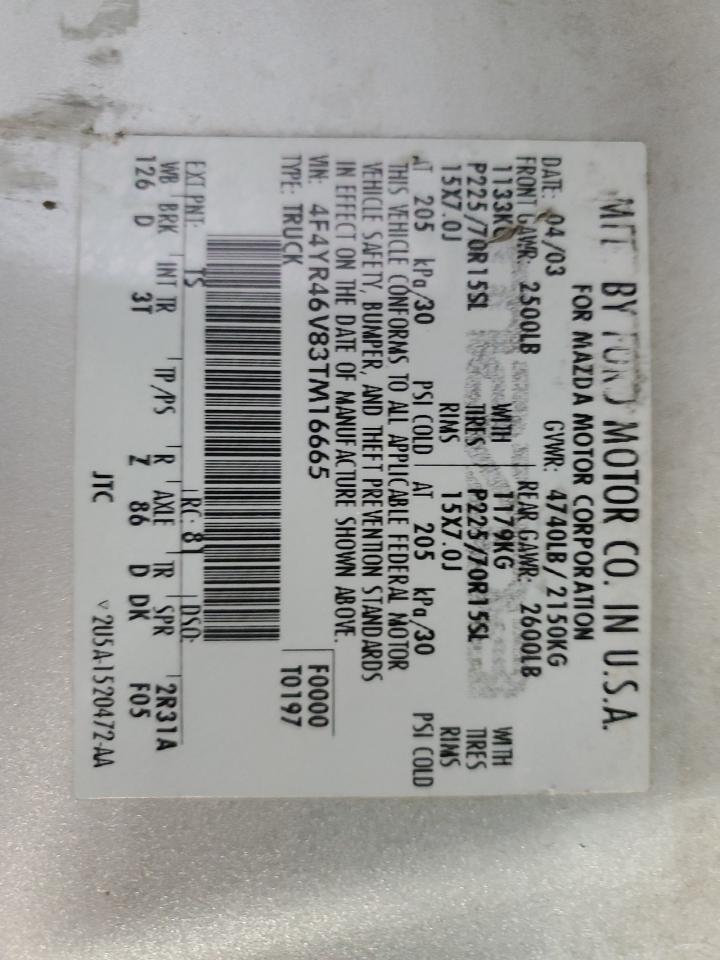 MFD. BY FORD MOTOR CO. IN U.S.A.
FOR MAZDA MOTOR CORPORATION
DATE: 04/03 GVWR: 4740LB/2150KG
FRONT GAWR: 2500LB REAR GAWR: 2600LB
1133KG WITH 1179KG WITH
P225/70R15SL TIRES P225/70R15SL TIRES
15X7.0J RIMS 15X7.0J RIMS
AT 205 kPa/30 PSI COLD AT 205 kPa/30 PSI COLD
THIS VEHICLE CONFORMS TO ALL APPLICABLE FEDERAL MOTOR
VEHICLE SAFETY, BUMPER, AND THEFT PREVENTION STANDARDS
IN EFFECT ON THE DATE OF MANUFACTURE SHOWN ABOVE.
VIN: 4F4YR46V83TM16665 F0000
TYPE: TRUCK T0197
EXT PNT: TS RC: 81 DSO:
WB BRK INT TR TP/PS R AXLE TR SPR 2R31A
126 D 3T Z 86 D DK F05
JTC ▽ 2U5A-1520472-AA